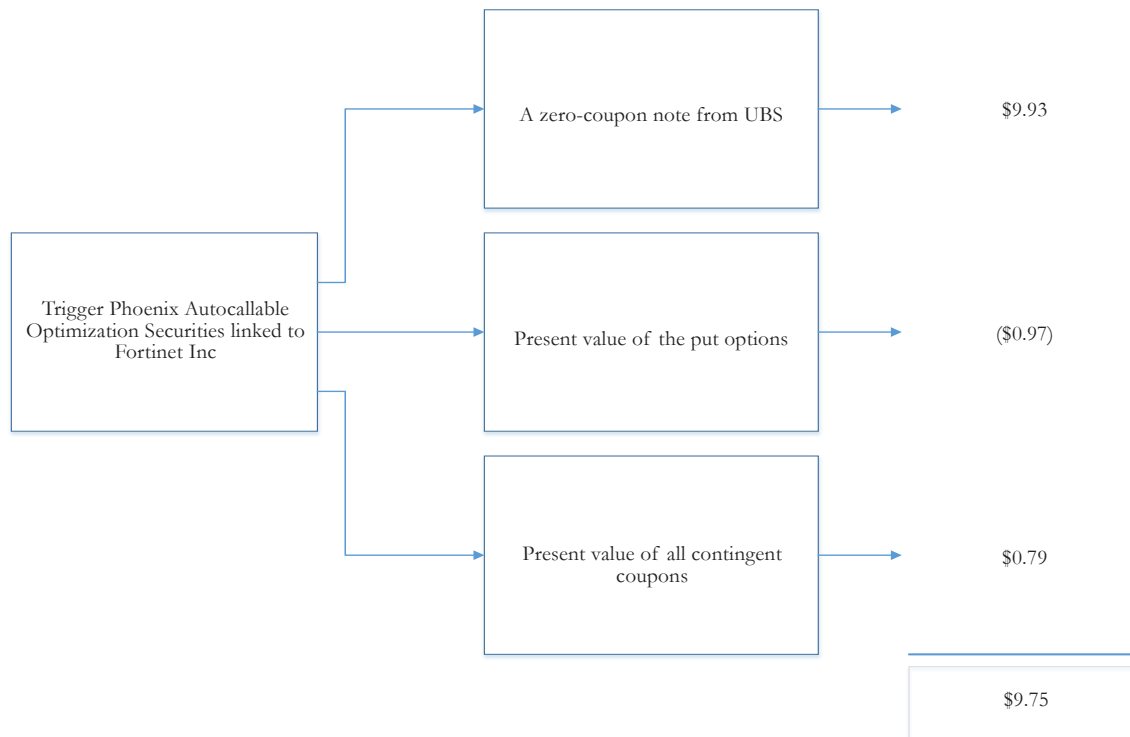 A zero-coupon note from UBS
$9.93
Trigger Phoenix Autocallable
Optimization Securities linked to
Fortinet Inc
Present value of the put options
($0.97)
Present value of all contingent
coupons
$0.79
$9.75